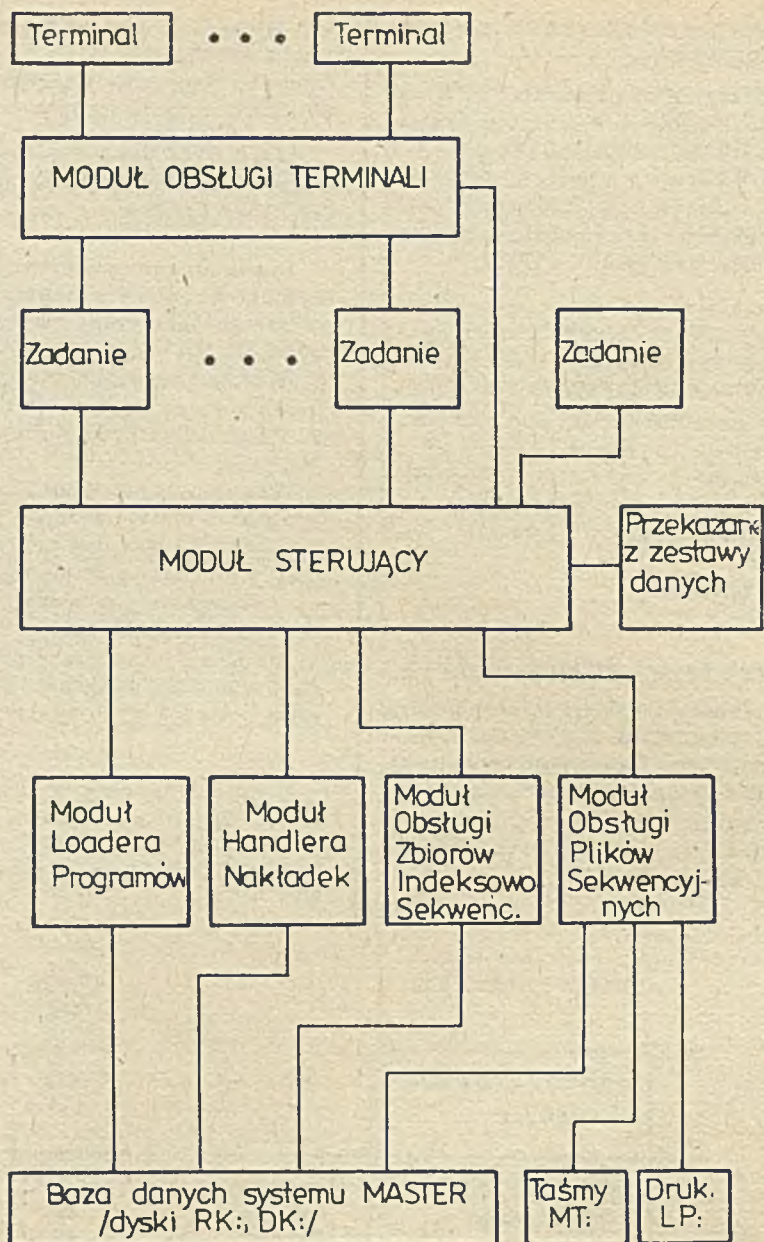 Terminal • • • Terminal
MODUŁ OBSŁUGI TERMINALI
Zadanie • • • Zadanie Zadanie
MODUŁ STERUJĄCY
Przekazan
z zestawy
danych
Moduł
Loadera
Programów
Moduł
Handlera
Nakładek
Moduł
Obsługi
Zbiorów
Indeksowo
Sekwenc.
Moduł
Obsługi
Plików
Sekwencyj-
nych
Baza danych systemu MASTER
/dyski RK:, DK:/
Taśmy
MT:
Druk.
LP: